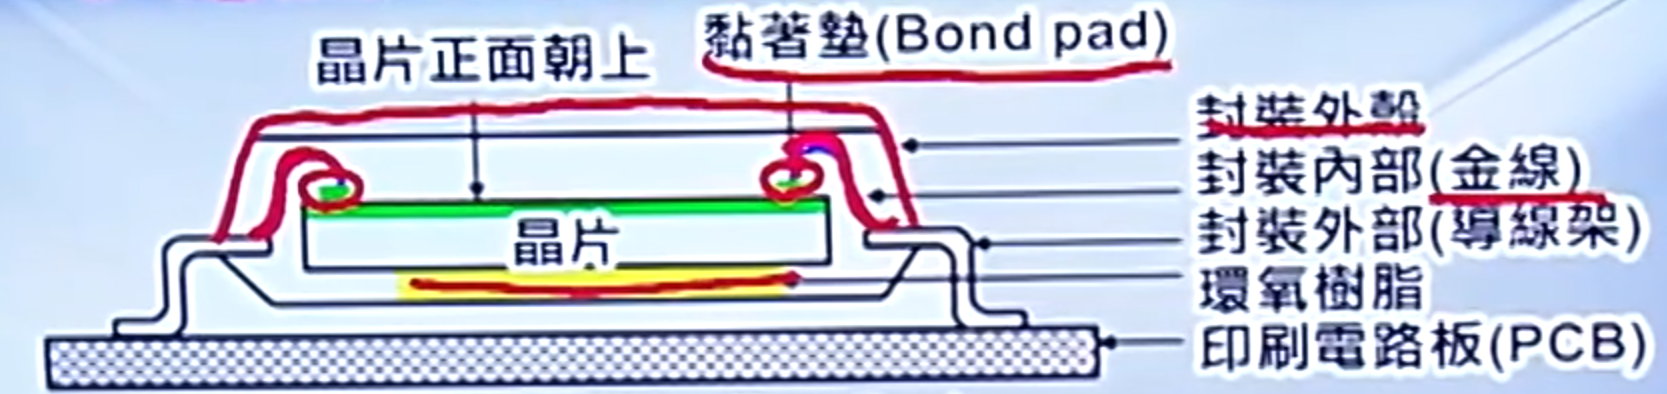 黏著墊(Bond pad)
晶片正面朝上
封裝外殼
封裝內部(金線)
封裝外部(導線架)
晶片
環氧樹脂
印刷電路板(PCB)